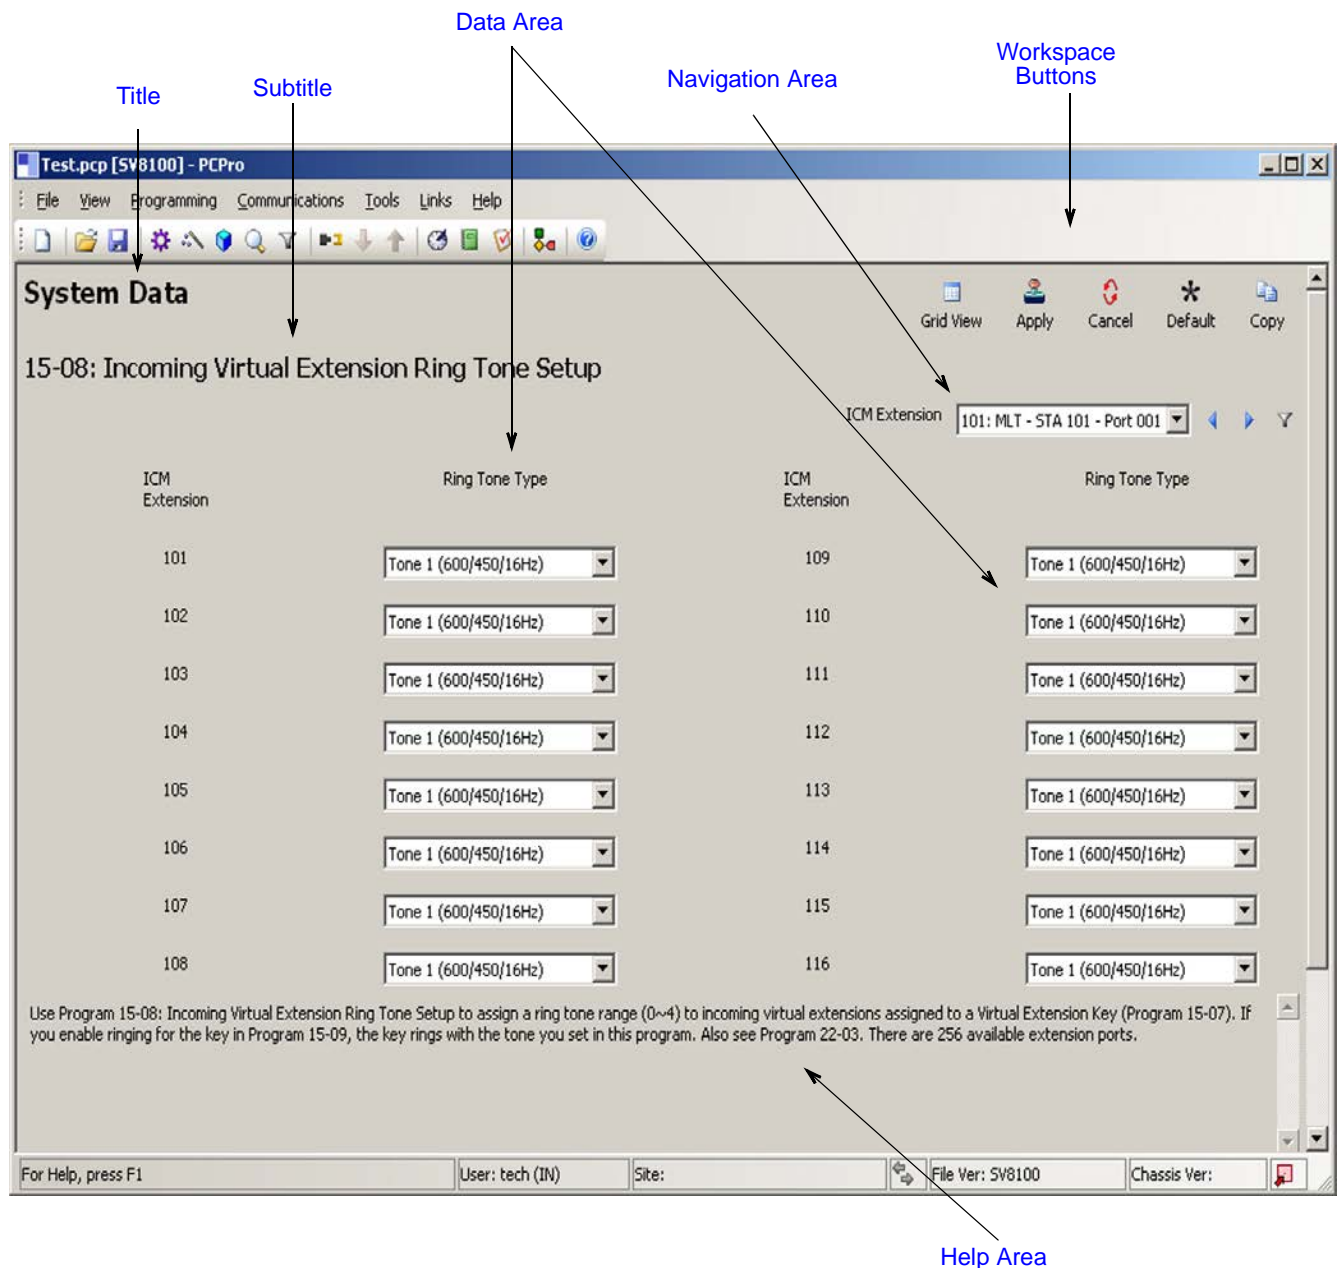 Data Area
Workspace
Buttons
Navigation Area
Subtitle
Title
Test.pcp [SV8100] - PCPro
File View Programming Communications Tools Links Help
System Data
Grid View Apply Cancel Default Copy
15-08: Incoming Virtual Extension Ring Tone Setup
ICM Extension 101: MLT - STA 101 - Port 001
ICM Extension Ring Tone Type ICM Extension Ring Tone Type
101 Tone 1 (600/450/16Hz) 109 Tone 1 (600/450/16Hz)
102 Tone 1 (600/450/16Hz) 110 Tone 1 (600/450/16Hz)
103 Tone 1 (600/450/16Hz) 111 Tone 1 (600/450/16Hz)
104 Tone 1 (600/450/16Hz) 112 Tone 1 (600/450/16Hz)
105 Tone 1 (600/450/16Hz) 113 Tone 1 (600/450/16Hz)
106 Tone 1 (600/450/16Hz) 114 Tone 1 (600/450/16Hz)
107 Tone 1 (600/450/16Hz) 115 Tone 1 (600/450/16Hz)
108 Tone 1 (600/450/16Hz) 116 Tone 1 (600/450/16Hz)
Use Program 15-08: Incoming Virtual Extension Ring Tone Setup to assign a ring tone range (0~4) to incoming virtual extensions assigned to a Virtual Extension Key (Program 15-07). If
you enable ringing for the key in Program 15-09, the key rings with the tone you set in this program. Also see Program 22-03. There are 256 available extension ports.
For Help, press F1 User: tech (IN) Site: File Ver: SV8100 Chassis Ver:
Help Area